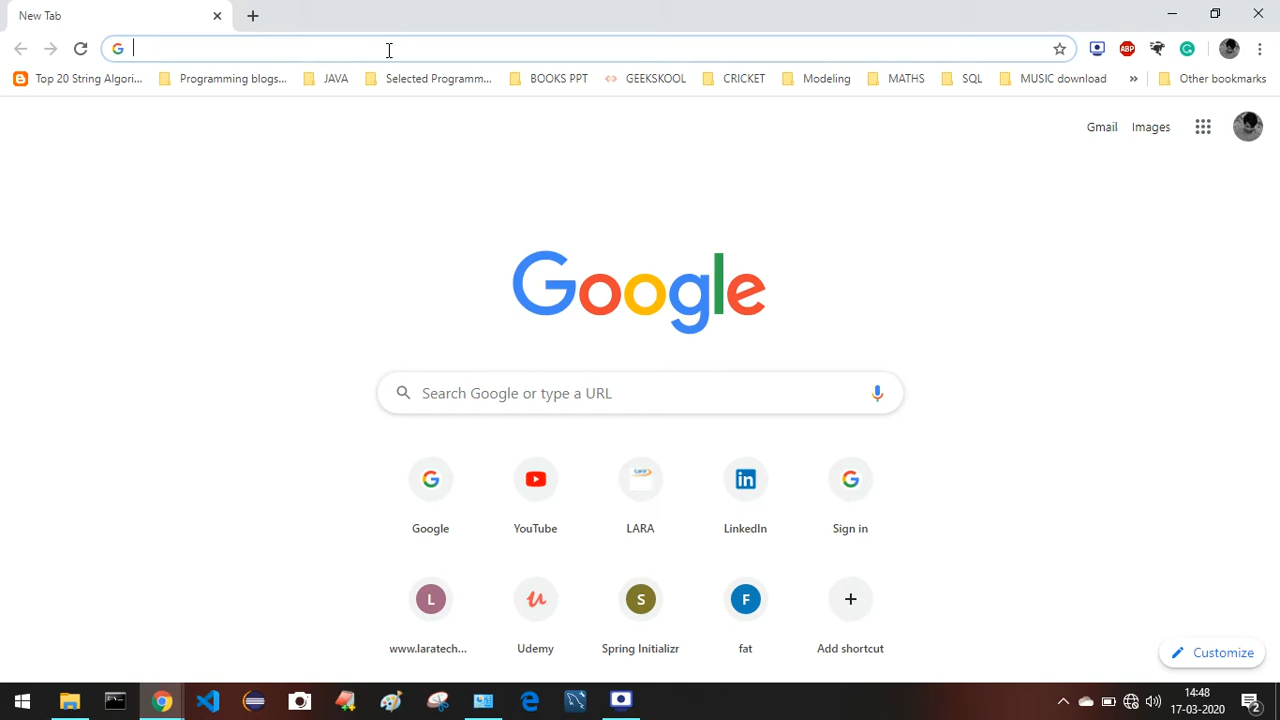 New Tab
Top 20 String Algori...
Programming blogs...
JAVA
Selected Programm...
BOOKS PPT
GEEKSKOOL
CRICKET
Modeling
MATHS
SQL
MUSIC download
»
Other bookmarks
ABP
Gmail
Images
Google
Search Google or type a URL
Google
YouTube
LARA
LinkedIn
Sign in
L
S
F
www.laratech...
Udemy
Spring Initializr
fat
Add shortcut
Customize
14:48
17-03-2020
2